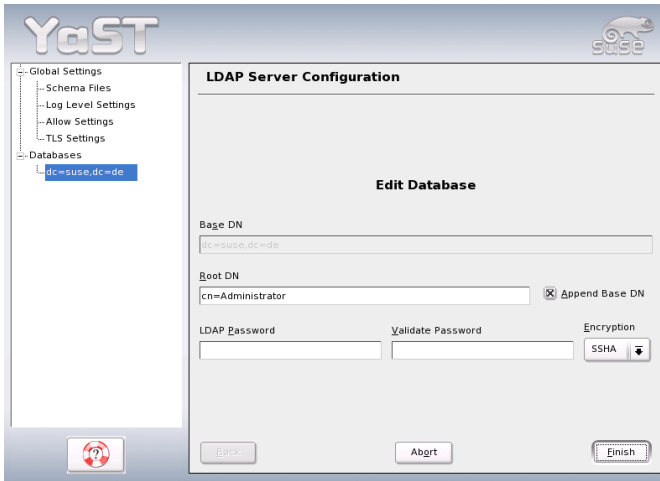 YaST
SUSE
Global Settings
Schema Files
Log Level Settings
Allow Settings
TLS Settings
Databases
dc=suse,dc=de
LDAP Server Configuration
Edit Database
Base DN
dc=suse,dc=de
Root DN
cn=Administrator
Append Base DN
LDAP Password
Validate Password
Encryption
SSHA
Back
Abort
Finish